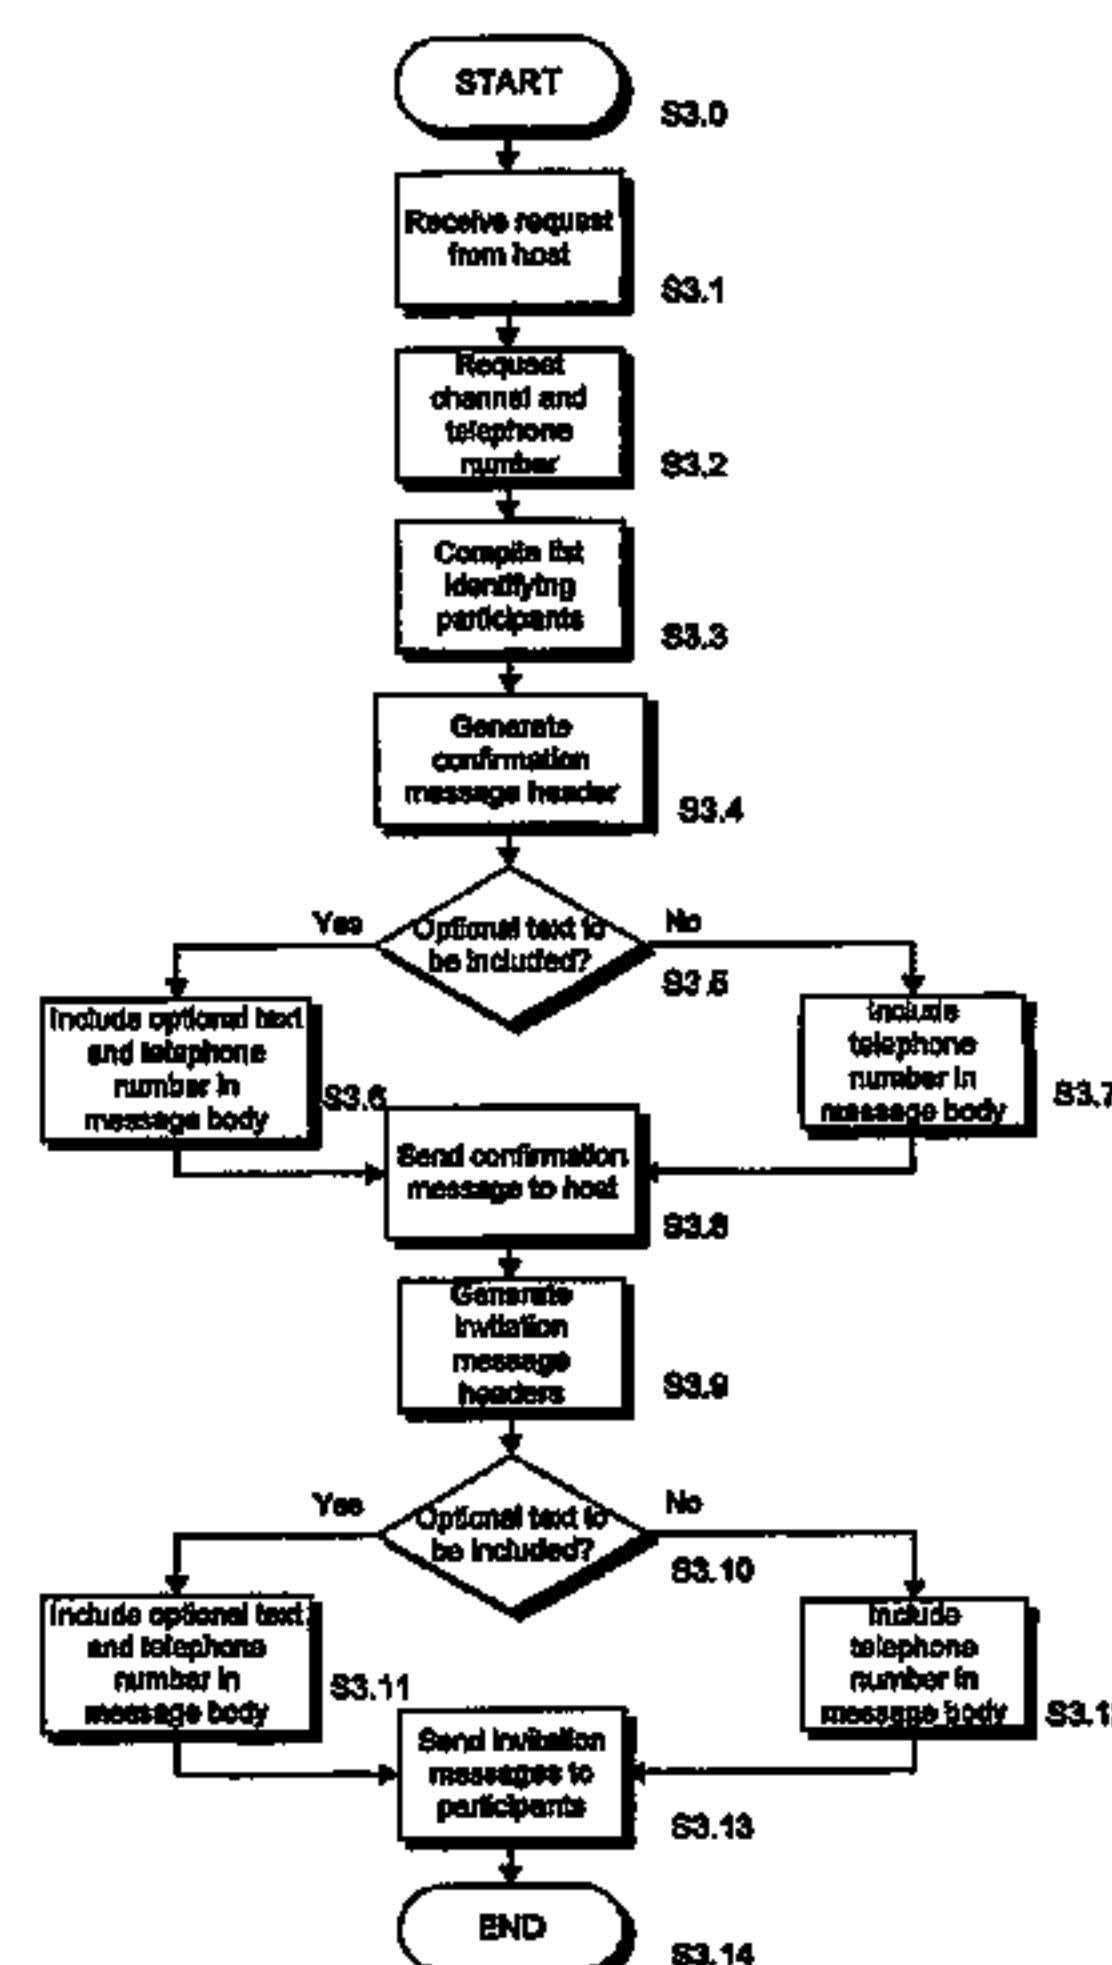 START
S3.0
Receive request
from host
S3.1
Request
channel and
telephone
number
S3.2
Compile list
identifying
participants
S3.3
Generate
confirmation
message header
S3.4
Yes
Optional text to
be included?
No
S3.5
Include optional text
and telephone
number in
message body
S3.6
Include
telephone
number in
message body
S3.7
Send confirmation
message to host
S3.8
Generate
invitation
message
headers
S3.9
Yes
Optional text to
be included?
No
S3.10
Include optional text
and telephone
number in
message body
S3.11
Include
telephone
number in
message body
Send invitation
messages to
participants
S3.13
END
S3.14